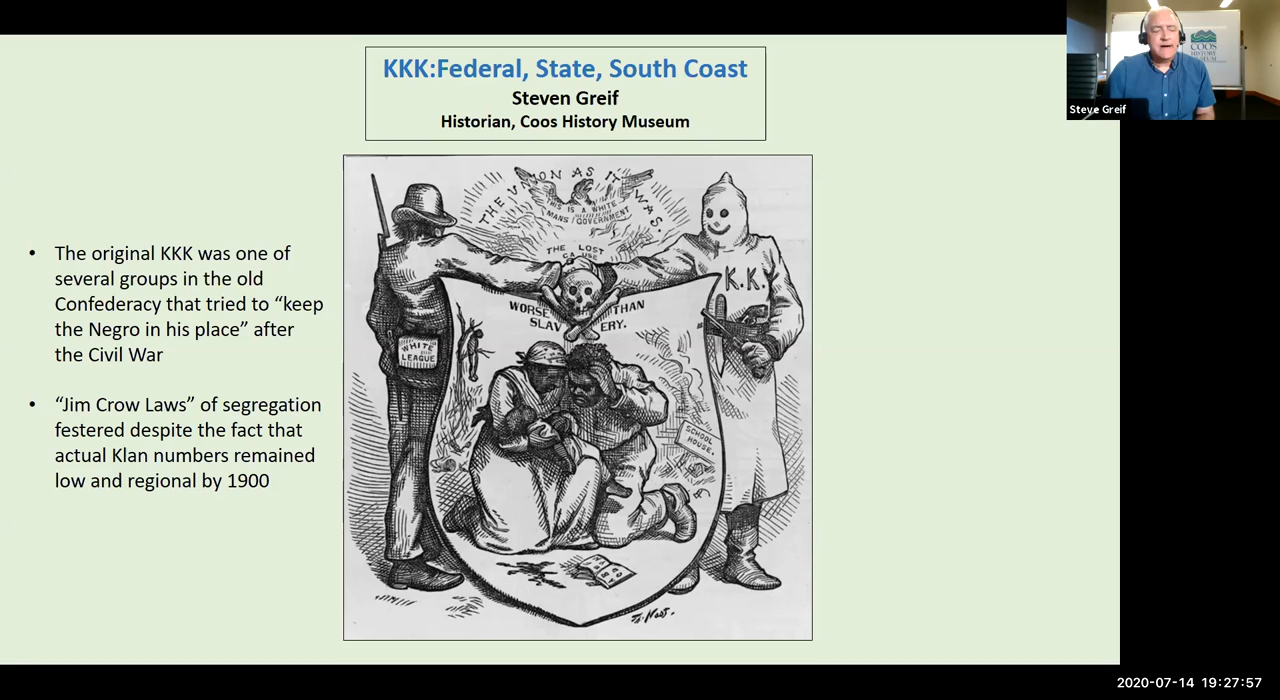 KKK:Federal, State, South Coast
Steven Greif
Historian, Coos History Museum
• The original KKK was one of
several groups in the old
Confederacy that tried to “keep
the Negro in his place” after
the Civil War
• “Jim Crow Laws” of segregation
festered despite the fact that
actual Klan numbers remained
low and regional by 1900
THE UNION AS IT WAS.
THIS IS A WHITE
MANS GOVERNMENT
THE LOST
CAUSE
WORSE THAN
SLAVERY.
WHITE
LEAGUE
K.K.K.
SCHOOL
HOUSE.
Th. Nast.
COOS
HISTORY
MUSEUM
Steve Greif
2020-07-14 19:27:57